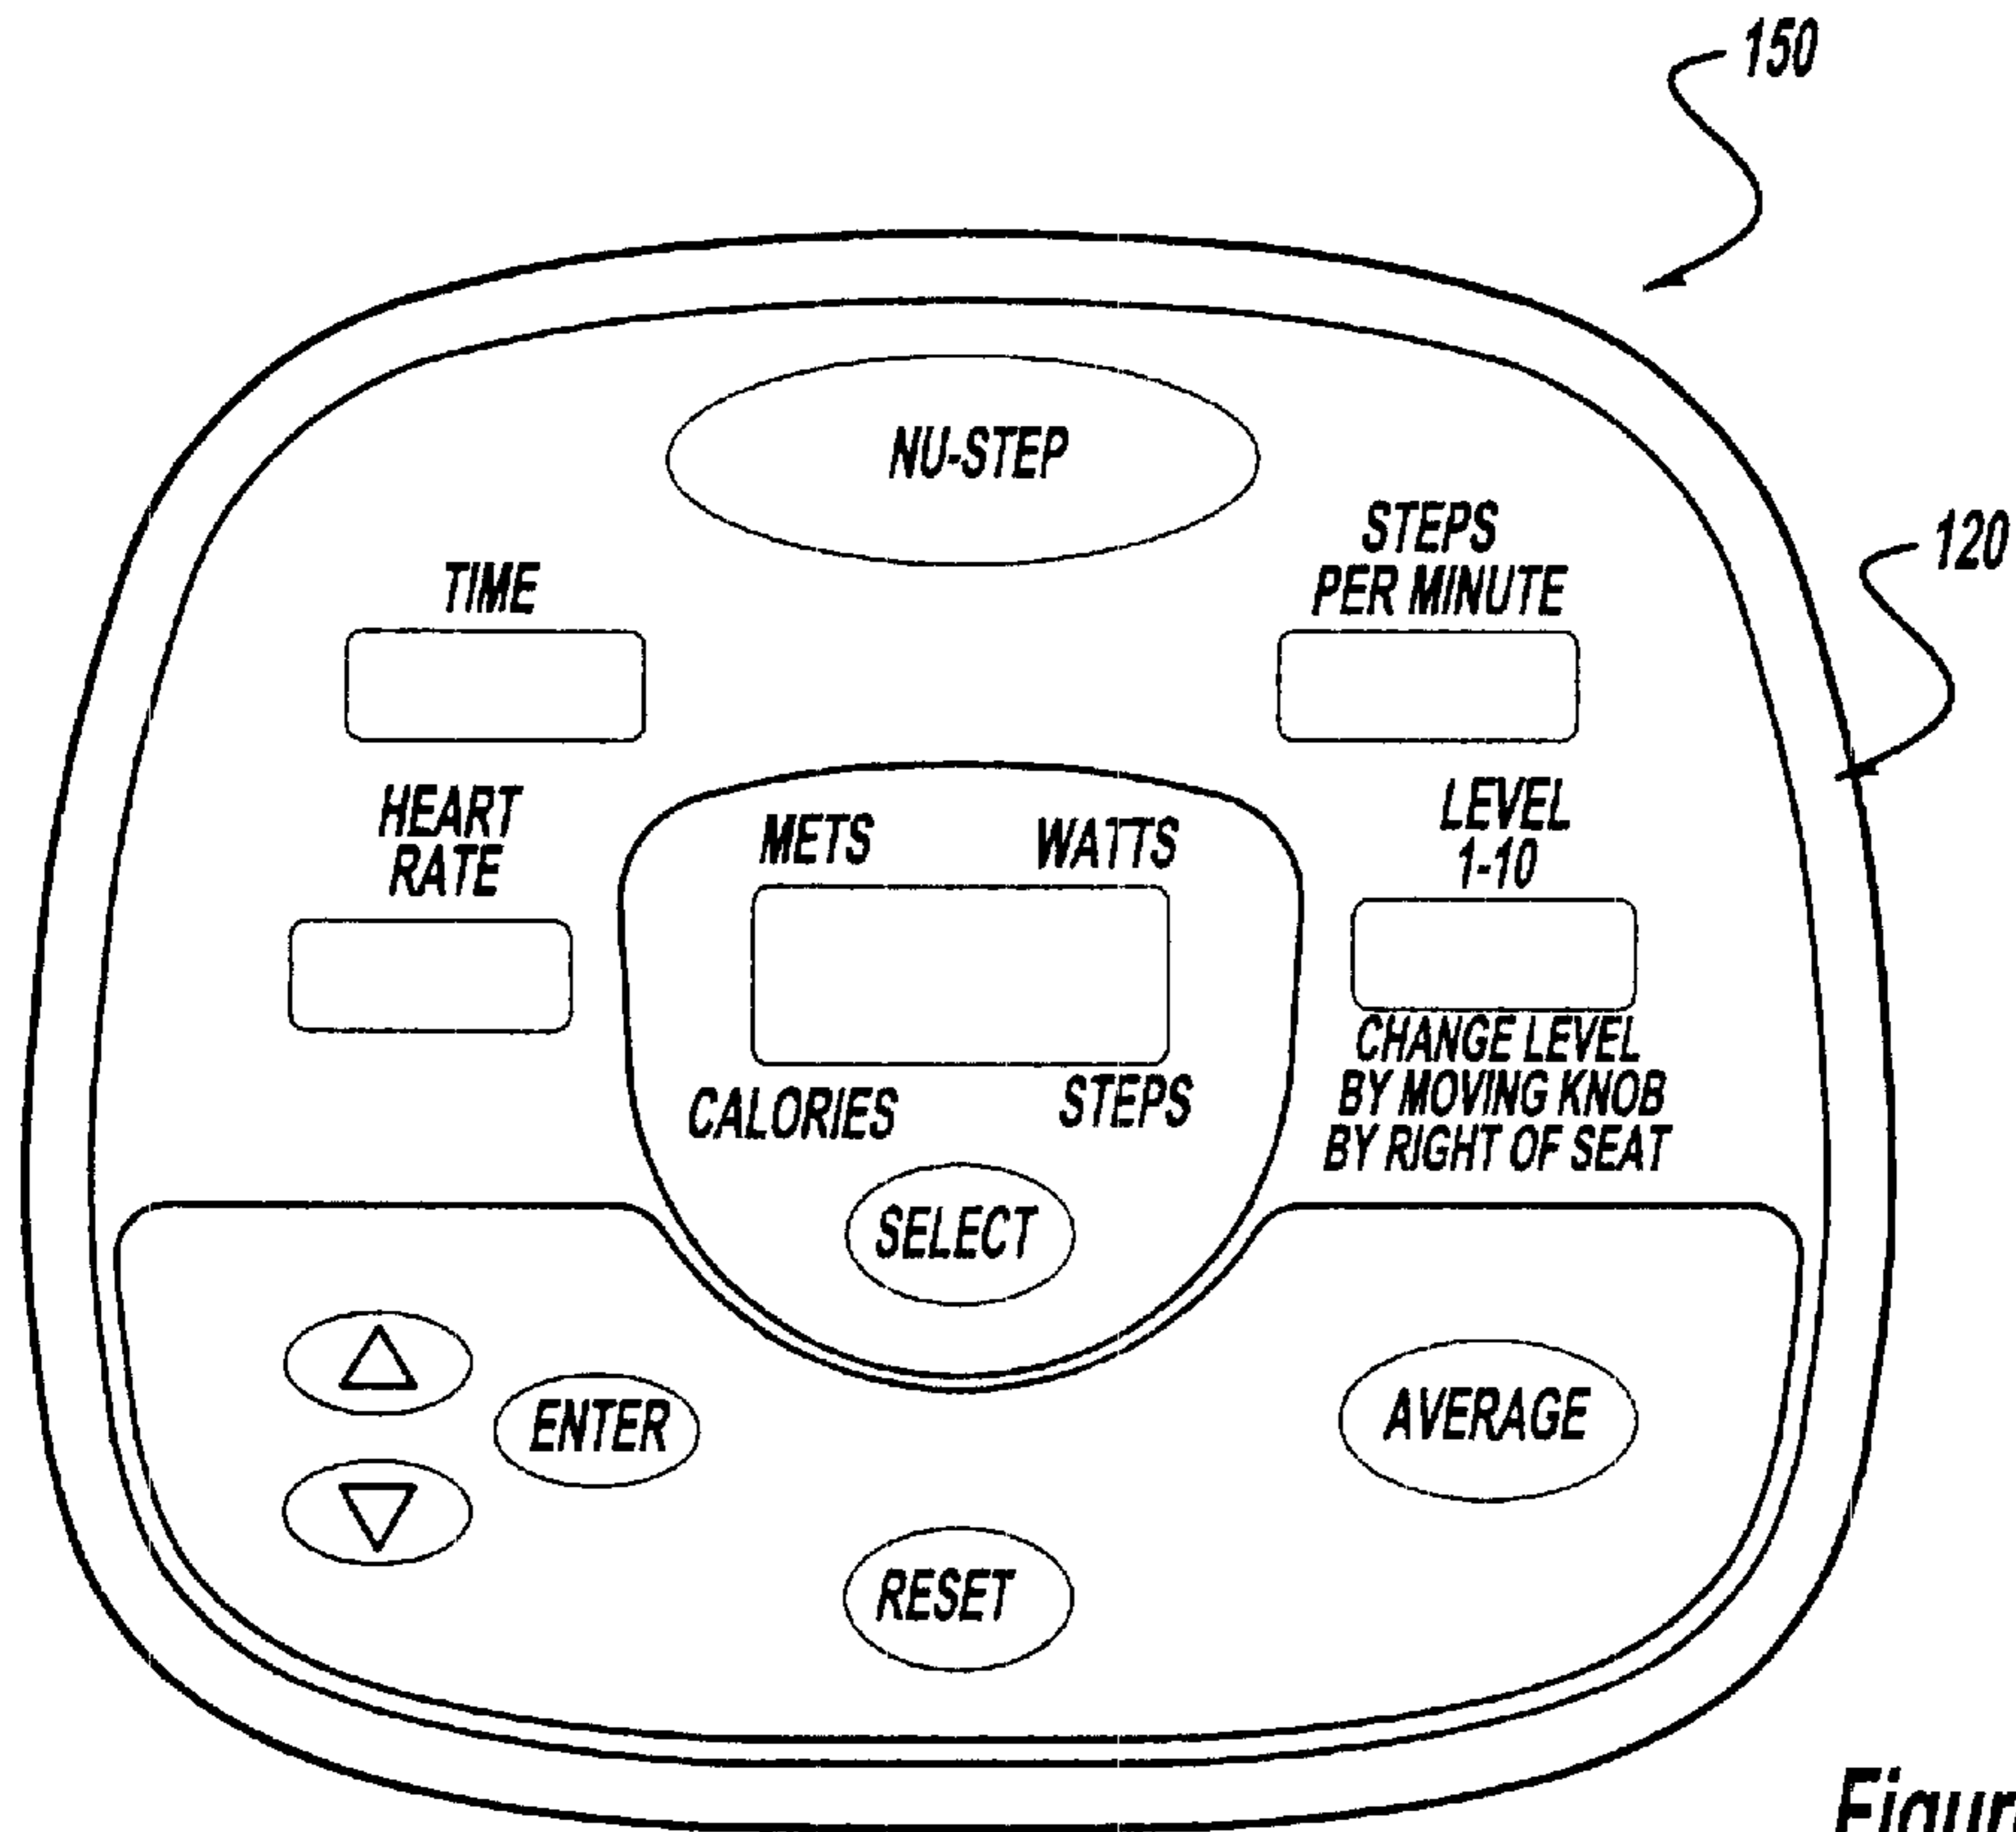 150
NU-STEP
120
TIME
STEPS
PER MINUTE
HEART
RATE
METS
WATTS
LEVEL
1-10
CALORIES
STEPS
CHANGE LEVEL
BY MOVING KNOB
BY RIGHT OF SEAT
SELECT
ENTER
AVERAGE
RESET